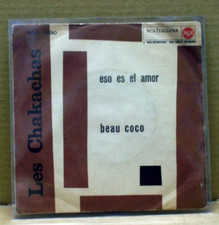 RCA ITALIANA
eso es el amor
beau coco
Les Chakachas